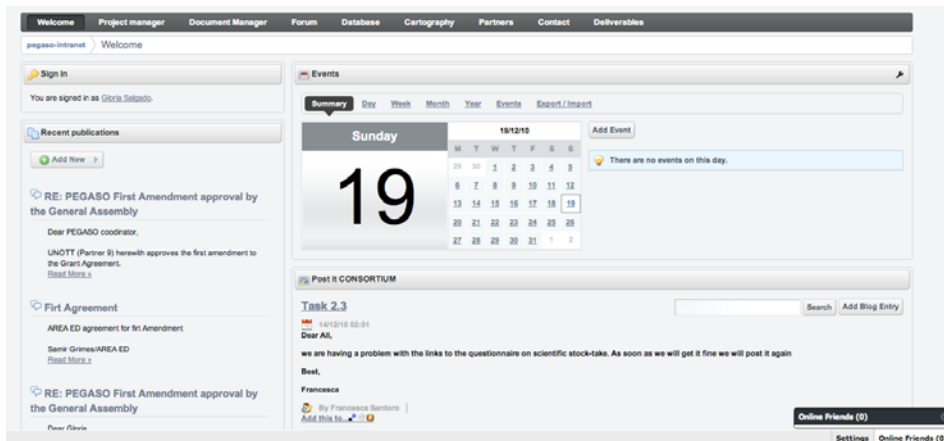 Welcome Project manager Document Manager Forum Database Cartography Partners Contact Deliverables
pegaso-intranet Welcome
Sign In
You are signed in as Gloria Salgado.
Recent publications
Add New
RE: PEGASO First Amendment approval by
the General Assembly
Dear PEGASO coodinator,
UNOTT (Partner 9) herewith approves the first amendment to
the Grant Agreement.
Read More »
Firt Agreement
AREA ED agreement for firt Amendment
Samir Grimes/AREA ED
Read More »
RE: PEGASO First Amendment approval by
the General Assembly
Dear Glòria
Events
Summary Day Week Month Year Events Export / Import
Sunday
19
19/12/10
M T W T F S S
29 30 1 2 3 4 5
6 7 8 9 10 11 12
13 14 15 16 17 18 19
20 21 22 23 24 25 26
27 28 29 30 31 1 2
Add Event
There are no events on this day.
Post it CONSORTIUM
Task 2.3
Search Add Blog Entry
14/12/10 02:01
Dear All,
we are having a problem with the links to the questionnaire on scientific stock-take. As soon as we will get it fine we will post it again
Best,
Francesca
By Francesca Santoro
Add this to...
Online Friends (0)
Settings Online Friends (0